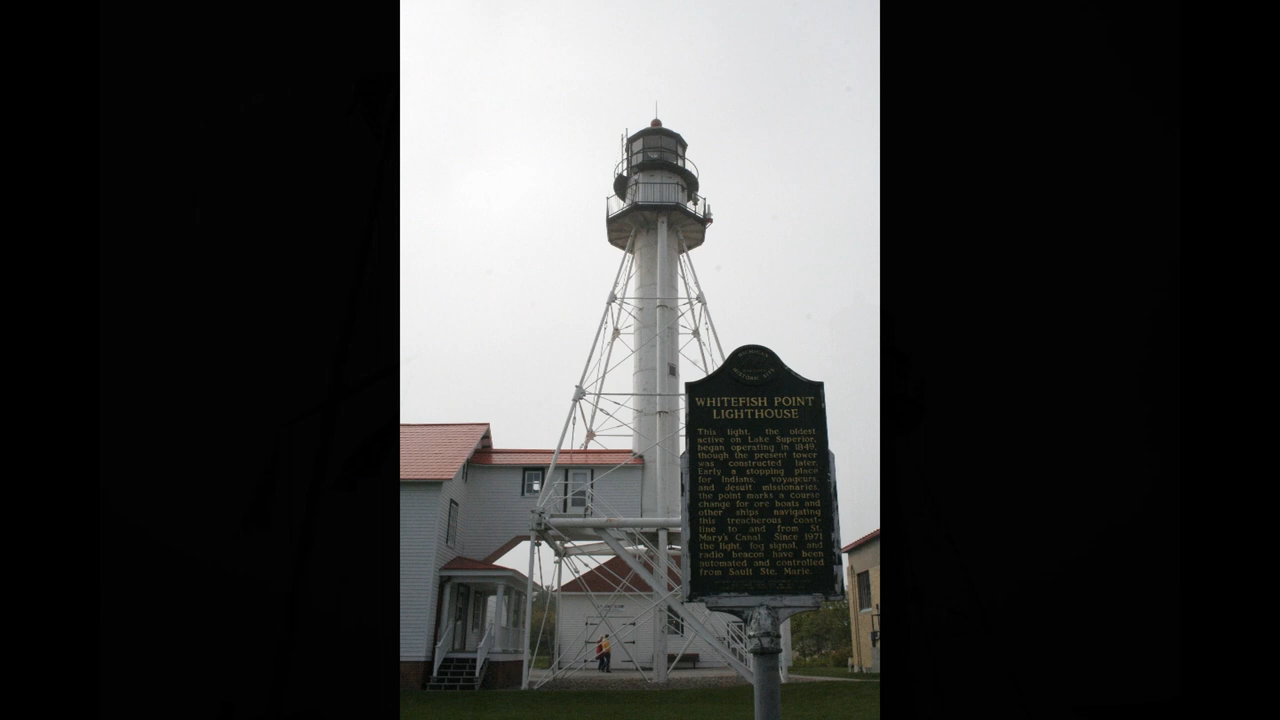 MICHIGAN
HISTORIC SITE
WHITEFISH POINT
LIGHTHOUSE
This light, the oldest
active on Lake Superior,
began operating in 1849,
though the present tower
was constructed later.
Early a stopping place
for Indians, voyageurs,
and Jesuit missionaries,
the point marks a course
change for ore boats and
other ships navigating
this treacherous coast-
line to and from St.
Mary's Canal. Since 1971
the light, fog signal, and
radio beacon have been
automated and controlled
from Sault Ste. Marie.